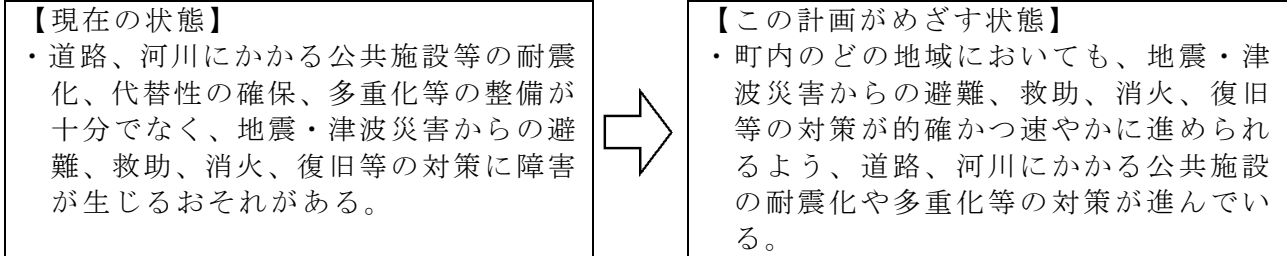 【現在の状態】
・道路、河川にかかる公共施設等の耐震
化、代替性の確保、多重化等の整備が
十分でなく、地震・津波災害からの避
難、救助、消火、復旧等の対策に障害
が生じるおそれがある。
【この計画がめざす状態】
・町内のどの地域においても、地震・津
波災害からの避難、救助、消火、復旧
等の対策が的確かつ速やかに進められ
るよう、道路、河川にかかる公共施設
の耐震化や多重化等の対策が進んでい
る。